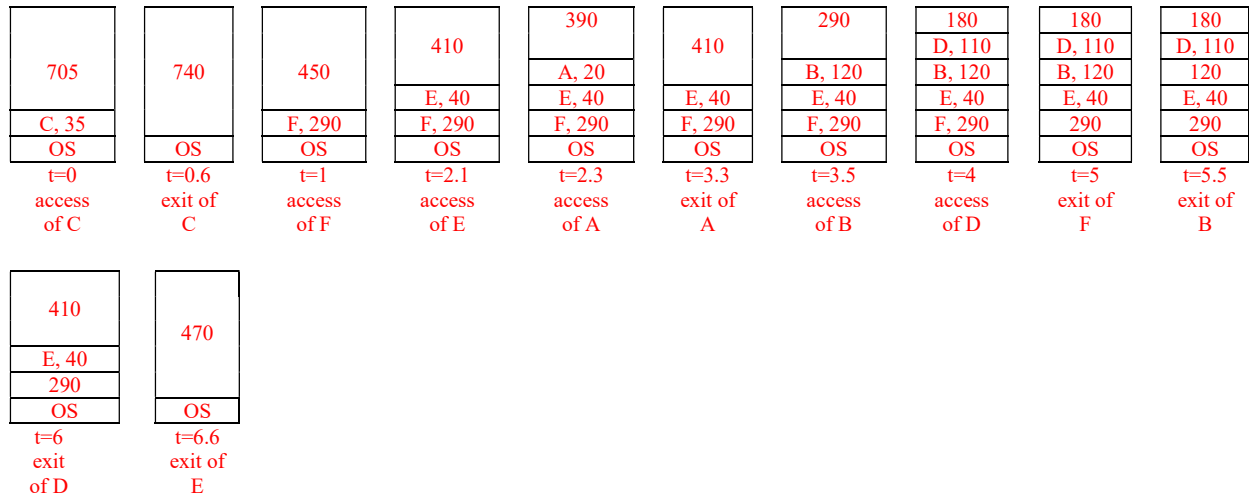 705
C, 35
OS
t=0
access
of C
740
OS
t=0.6
exit of
C
450
F, 290
OS
t=1
access
of F
410
E, 40
F, 290
OS
t=2.1
access
of E
390
A, 20
E, 40
F, 290
OS
t=2.3
access
of A
410
E, 40
F, 290
OS
t=3.3
exit of
A
290
B, 120
E, 40
F, 290
OS
t=3.5
access
of B
180
D, 110
B, 120
E, 40
F, 290
OS
t=4
access
of D
180
D, 110
B, 120
E, 40
290
OS
t=5
exit of
F
180
D, 110
120
E, 40
290
OS
t=5.5
exit of
B
410
E, 40
290
OS
t=6
exit
of D
470
OS
t=6.6
exit of
E